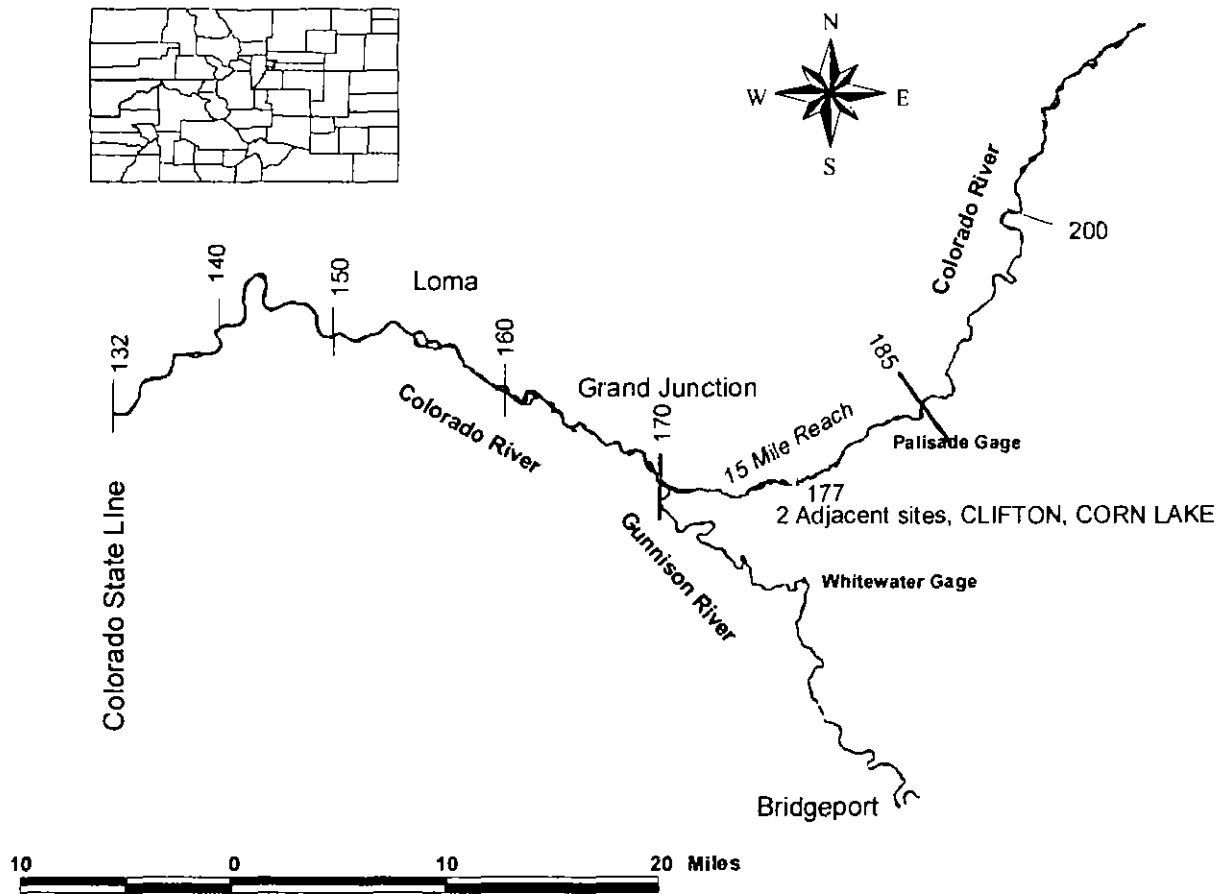 N
W E
S
Colorado River
200
140
150
Loma
132
160
185
Grand Junction
170
Colorado River
15 Mile Reach
Palisade Gage
177
2 Adjacent sites, CLIFTON, CORN LAKE
Gunnison River
Whitewater Gage
Colorado State LIne
Bridgeport
10 0 10 20 Miles